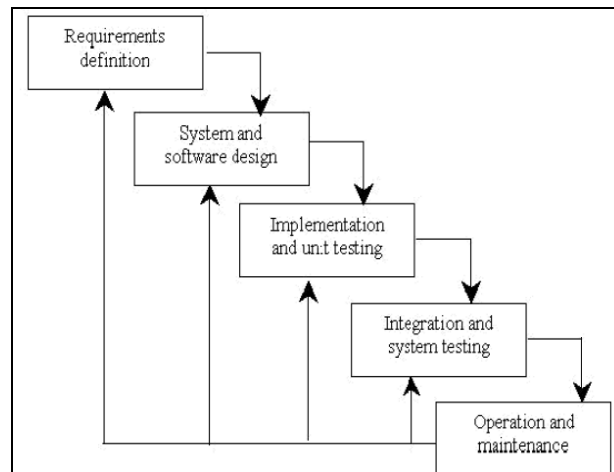 Requirements
definition
System and
software design
Implementation
and un:t testing
Integration and
system testing
Operation and
maintenance